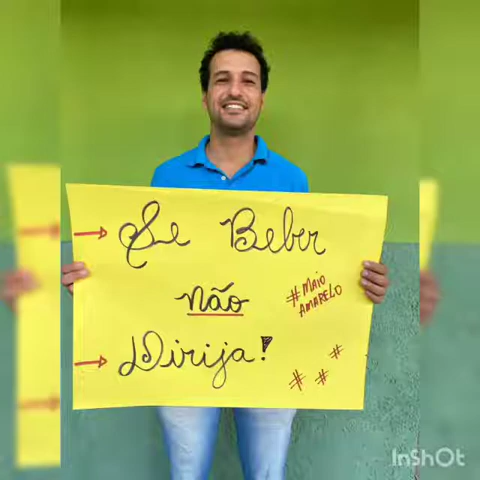 Se Beber
não
#MAIO
AMARELO
Dirija!
#
# #
InShOt